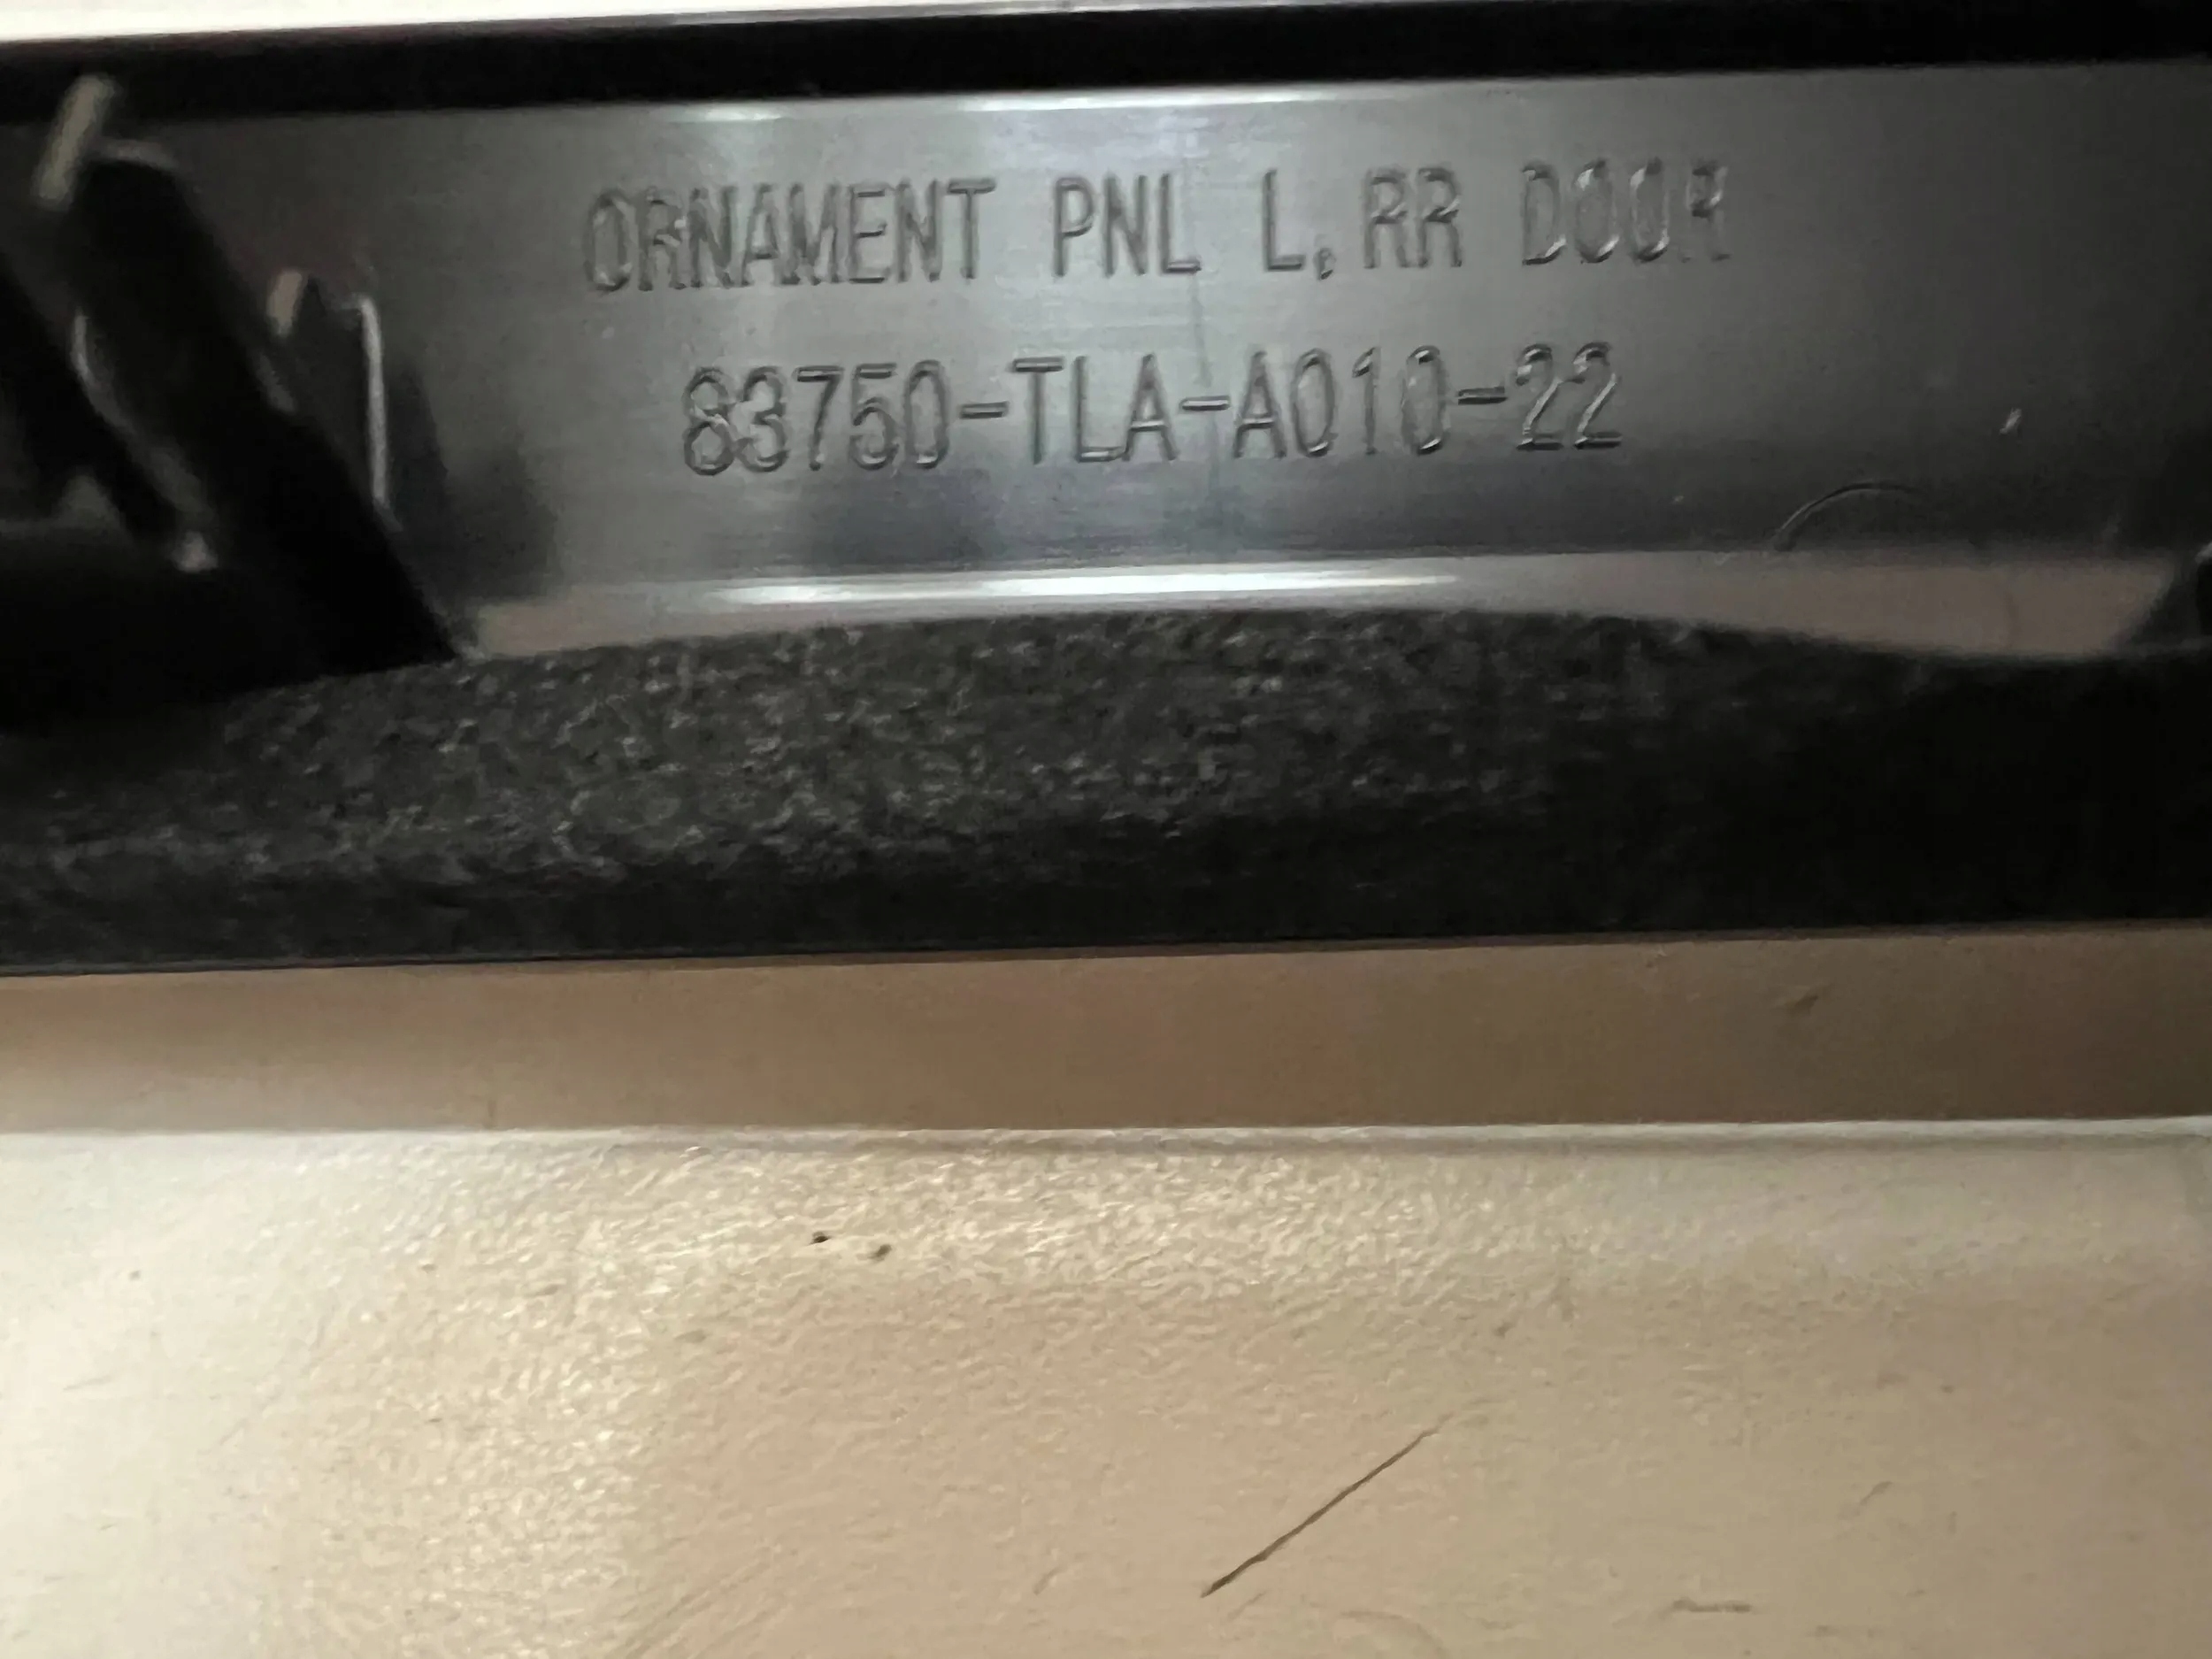 ORNAMENT PNL L, RR DOOR
83750-TLA-A010-22